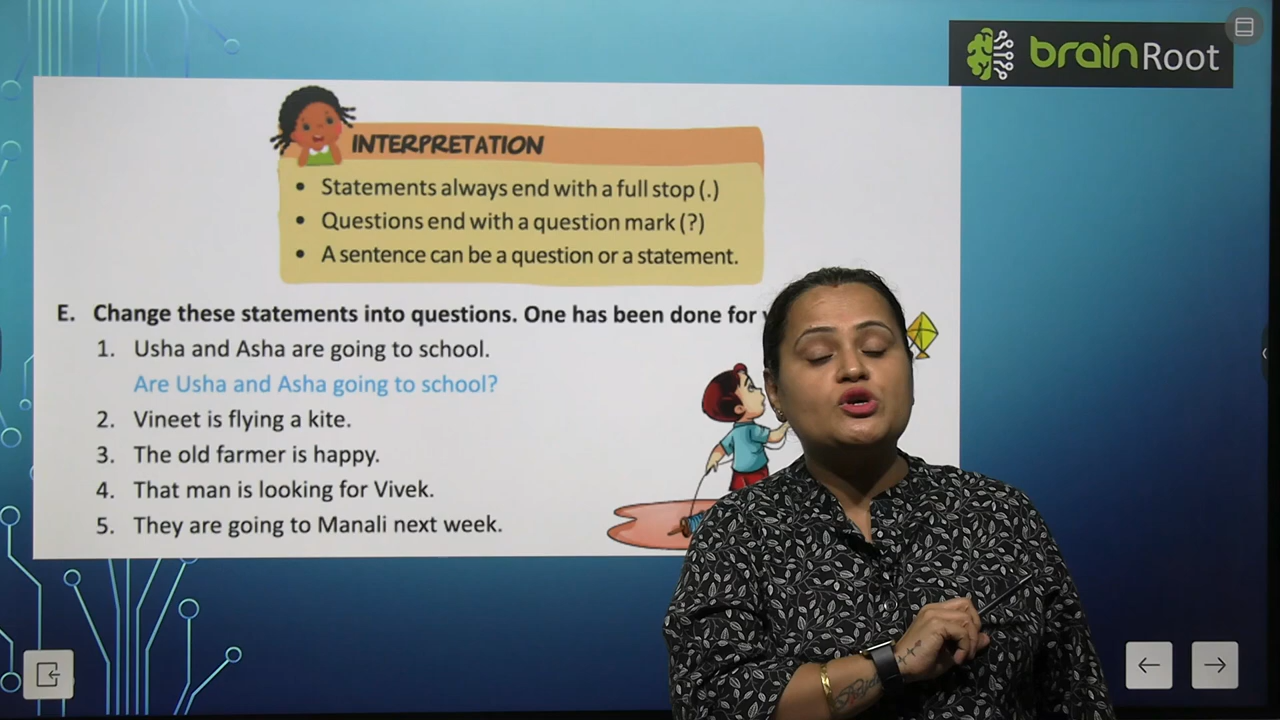 brainRoot
INTERPRETATION
• Statements always end with a full stop (.)
• Questions end with a question mark (?)
• A sentence can be a question or a statement.
E. Change these statements into questions. One has been done for
1. Usha and Asha are going to school.
Are Usha and Asha going to school?
2. Vineet is flying a kite.
3. The old farmer is happy.
4. That man is looking for Vivek.
5. They are going to Manali next week.